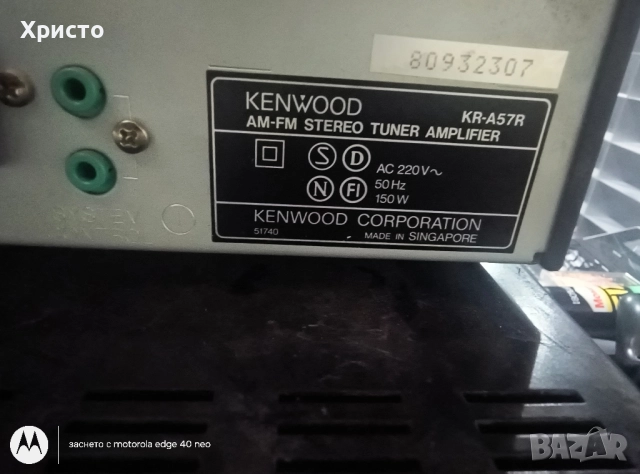 Христо
80932307
KENWOOD KR-A57R
AM-FM STEREO TUNER AMPLIFIER
S D AC 220V~
N FI 50Hz
150W
KENWOOD CORPORATION
51740 MADE IN SINGAPORE
заснето с motorola edge 40 neo
BAZAR